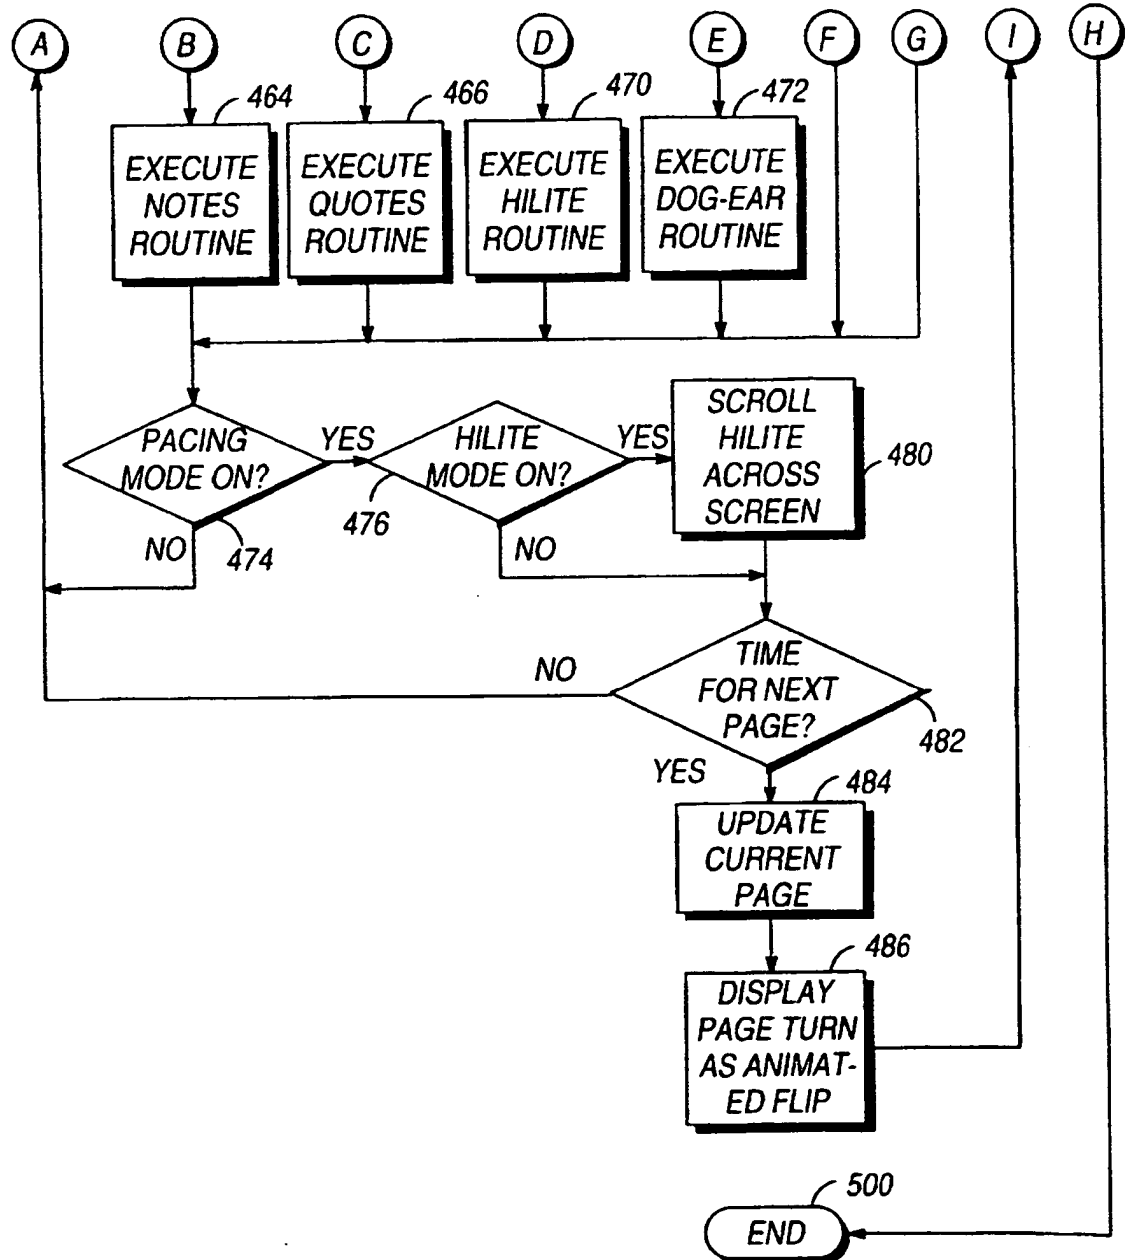 A B C D E F G I H
464 466 470 472
EXECUTE
NOTES
ROUTINE
EXECUTE
QUOTES
ROUTINE
EXECUTE
HILITE
ROUTINE
EXECUTE
DOG-EAR
ROUTINE
PACING
MODE ON?
YES
NO
474
HILITE
MODE ON?
YES
476
NO
SCROLL
HILITE
ACROSS
SCREEN
480
TIME
FOR NEXT
PAGE?
NO
482
YES
484
UPDATE
CURRENT
PAGE
486
DISPLAY
PAGE TURN
AS ANIMAT-
ED FLIP
500
END